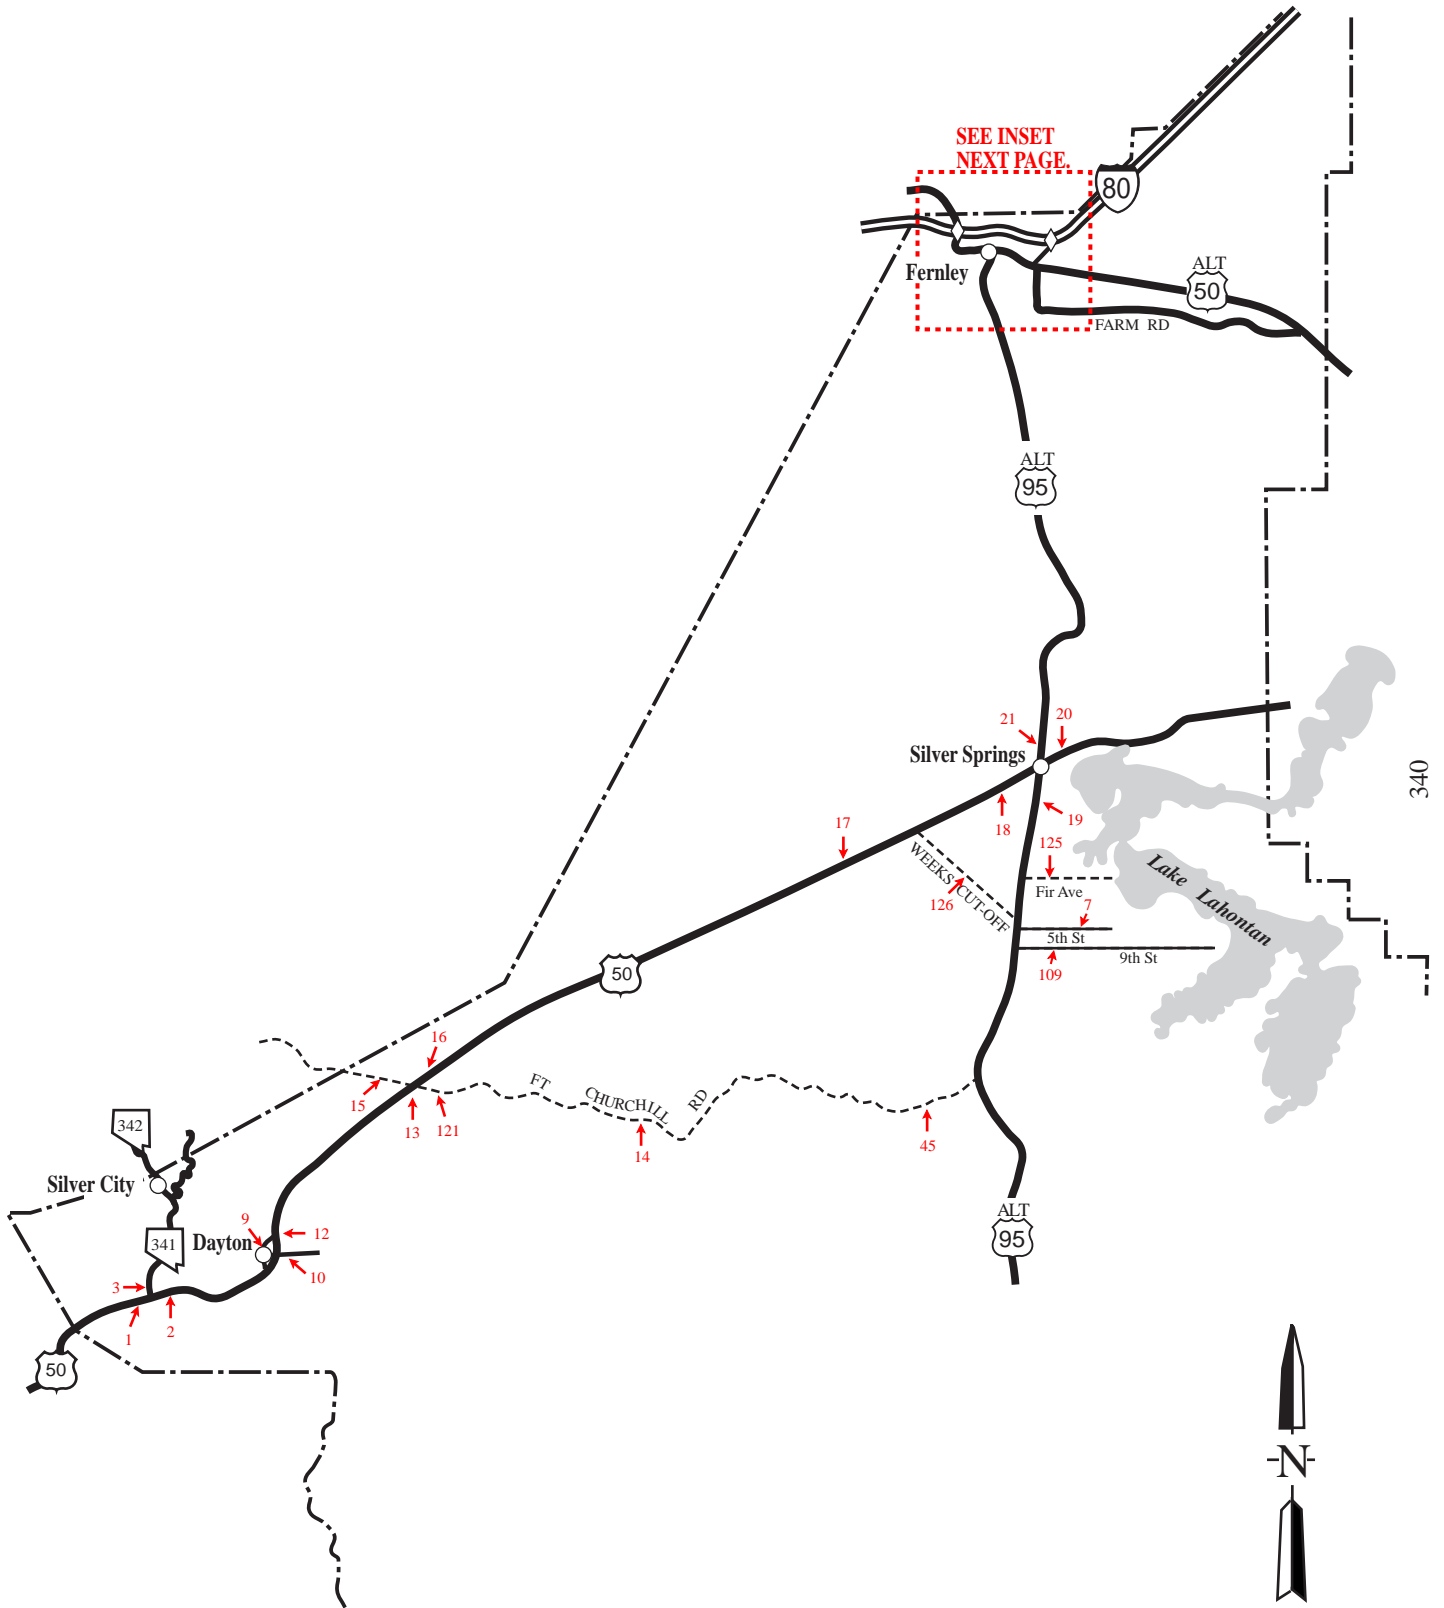 SEE INSET
NEXT PAGE.
80
Fernley
ALT
50
FARM RD
ALT
95
21
20
Silver Springs
340
17
18
19
125
WEEKS CUT-OFF
126
Fir Ave
7
5th St
109
9th St
Lake Lahontan
50
16
15
13
121
FT CHURCHILL RD
14
45
342
Silver City
341
9
Dayton
12
10
3
1
2
50
ALT
95
N